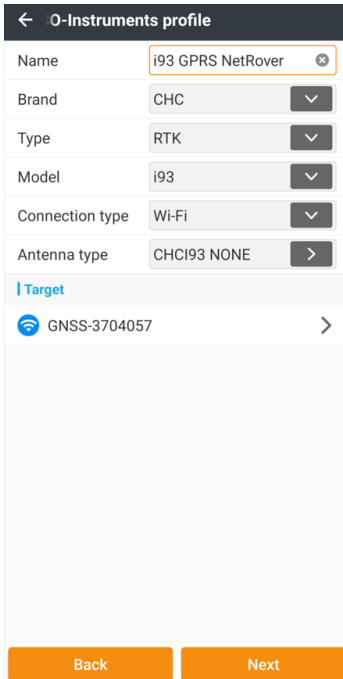 O-Instruments profile
Name i93 GPRS NetRover
Brand CHC
Type RTK
Model i93
Connection type Wi-Fi
Antenna type CHCI93 NONE
Target
GNSS-3704057
Back Next